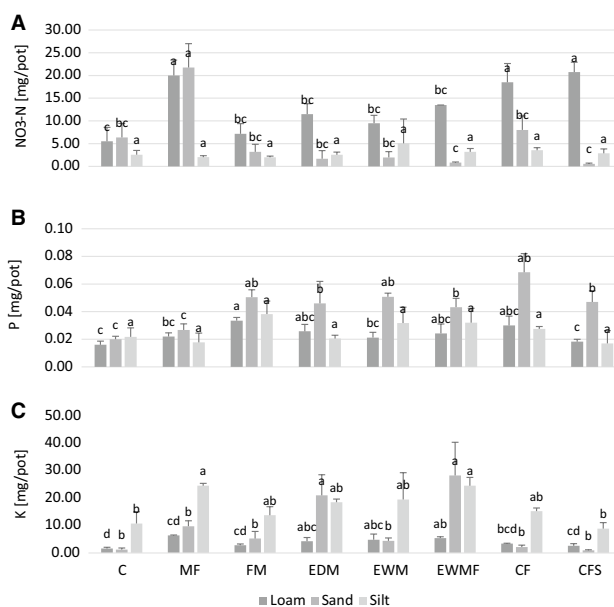 A
NO3-N [mg/pot]
30.00
25.00
20.00
15.00
10.00
5.00
0.00
c bc a a a a bc bc a bc bc a bc bc a bc c a a bc a a c a
B
P [mg/pot]
0.10
0.08
0.06
0.04
0.02
0.00
c c a bc c a a ab a abc b a bc ab a abc b a abc ab a c b a
C
K [mg/pot]
50.00
40.00
30.00
20.00
10.00
0.00
d b b cd b a cd b ab abc a ab abc b ab ab a a bcd b ab cd b b
C MF FM EDM EWM EWMF CF CFS
Loam Sand Silt